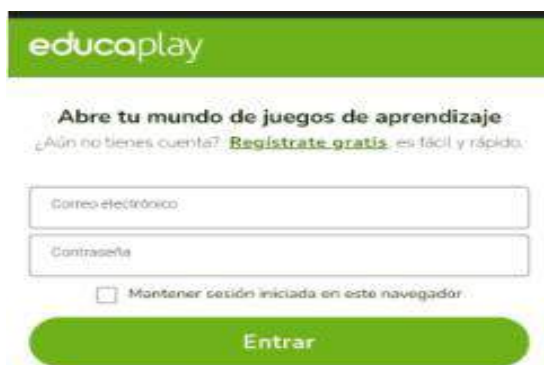 educaplay
Abre tu mundo de juegos de aprendizaje
¿Aún no tienes cuenta? Regístrate gratis, es fácil y rápido.
Correo electrónico
Contraseña
Mantener sesión iniciada en este navegador
Entrar